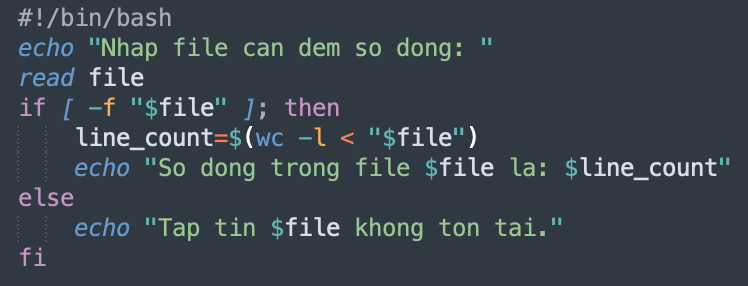 #!/bin/bash
echo "Nhap file can dem so dong: "
read file
if [ -f "$file" ]; then
    line_count=$(wc -l < "$file")
    echo "So dong trong file $file la: $line_count"
else
    echo "Tap tin $file khong ton tai."
fi